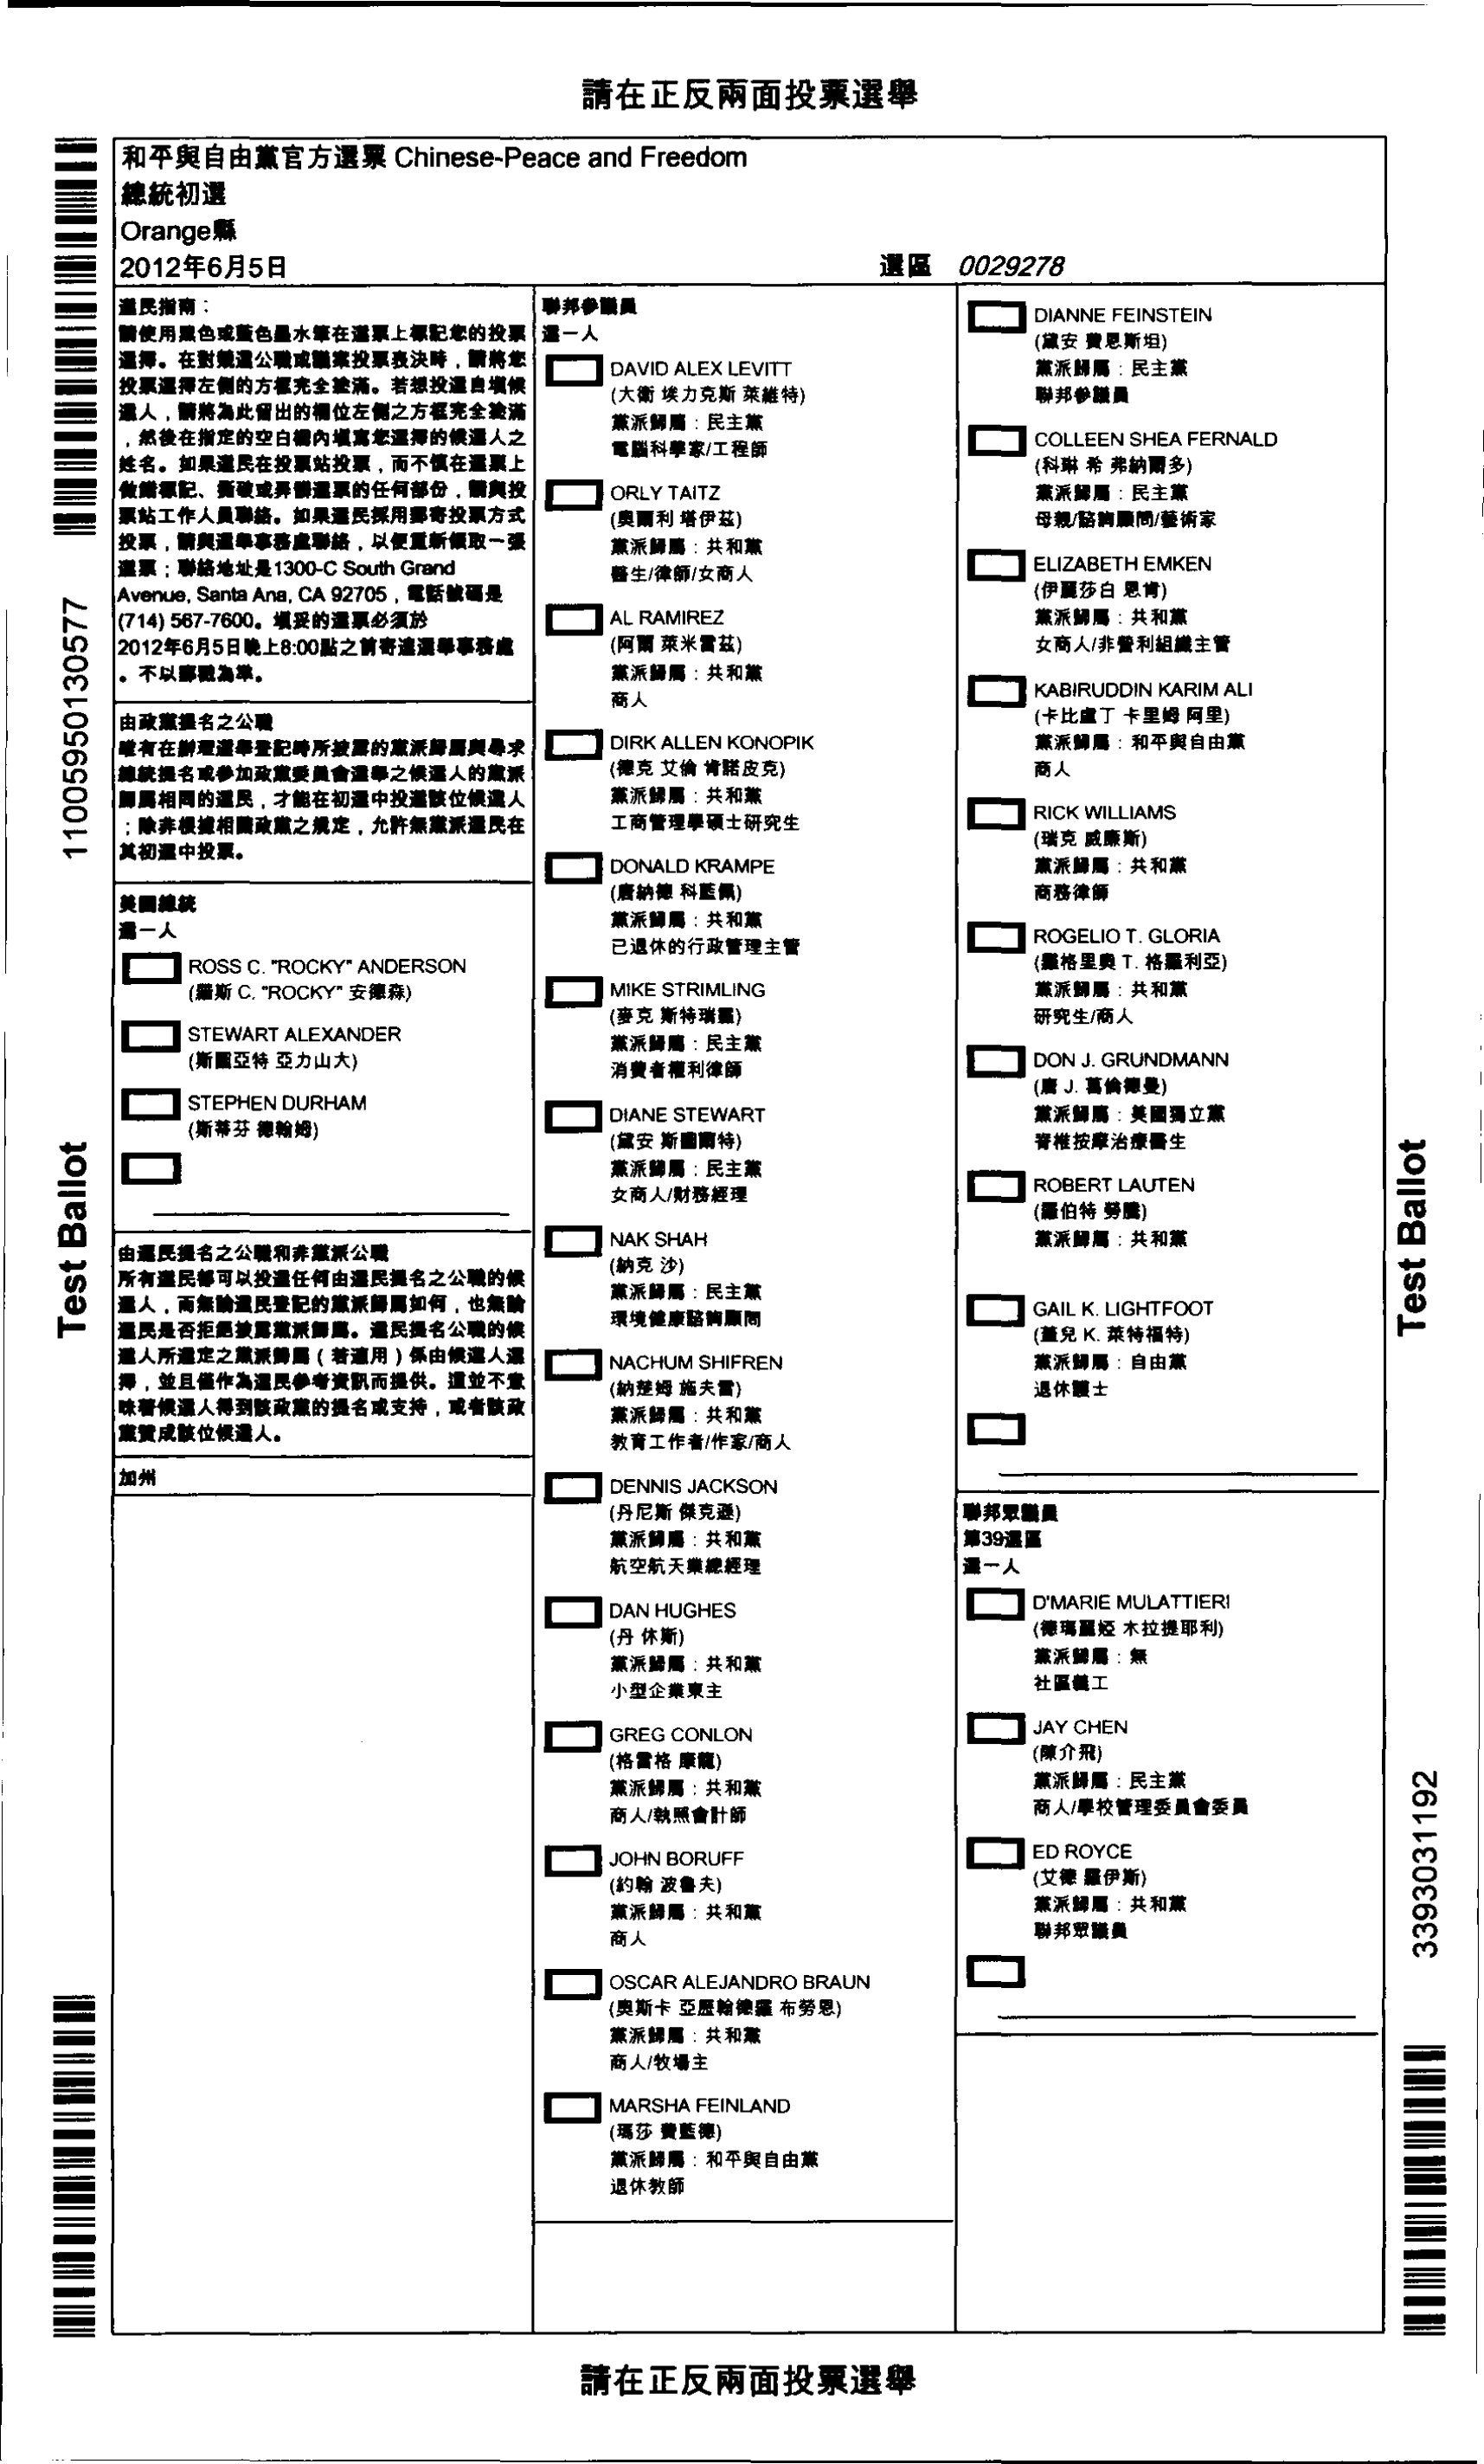 請在正反兩面投票選舉
和平與自由黨官方選票 Chinese-Peace and Freedom
總統初選
Orange縣
2012年6月5日
選區 0029278
選民指南：
請使用黑色或藍色墨水筆在選票上標記您的投票
選擇。在對競選公職或議案投票表決時，請將您
投票選擇左側的方框完全塗滿。若想投選自填候
選人，請將為此留出的欄位左側之方框完全塗滿
，然後在指定的空白欄內填寫您選擇的候選人之
姓名。如果選民在投票站投票，而不慎在選票上
做錯標記、撕破或弄髒選票的任何部份，請與投
票站工作人員聯絡。如果選民採用郵寄投票方式
投票，請與選舉事務處聯絡，以便重新領取一張
選票；聯絡地址是1300-C South Grand
Avenue, Santa Ana, CA 92705，電話號碼是
(714) 567-7600。填妥的選票必須於
2012年6月5日晚上8:00點之前寄達選舉事務處
。不以郵戳為準。
由政黨提名之公職
唯有在辦理選舉登記時所披露的黨派歸屬與尋求
總統提名或參加政黨委員會選舉之候選人的黨派
歸屬相同的選民，才能在初選中投選該位候選人
；除非根據相關政黨之規定，允許無黨派選民在
其初選中投票。
美國總統
選一人
ROSS C. "ROCKY" ANDERSON
(羅斯 C. "ROCKY" 安德森)
STEWART ALEXANDER
(斯圖亞特 亞力山大)
STEPHEN DURHAM
(斯蒂芬 德翰姆)
由選民提名之公職和非黨派公職
所有選民都可以投選任何由選民提名之公職的候
選人，而無論選民登記的黨派歸屬如何，也無論
選民是否拒絕披露黨派歸屬。選民提名公職的候
選人所選定之黨派歸屬（若適用）係由候選人選
擇，並且僅作為選民參考資訊而提供。這並不意
味著候選人得到該政黨的提名或支持，或者該政
黨贊成該位候選人。
加州
聯邦參議員
選一人
DAVID ALEX LEVITT
(大衛 埃力克斯 萊維特)
黨派歸屬：民主黨
電腦科學家/工程師
ORLY TAITZ
(奧爾利 塔伊茲)
黨派歸屬：共和黨
醫生/律師/女商人
AL RAMIREZ
(阿爾 萊米雷茲)
黨派歸屬：共和黨
商人
DIRK ALLEN KONOPIK
(德克 艾倫 肯諾皮克)
黨派歸屬：共和黨
工商管理學碩士研究生
DONALD KRAMPE
(唐納德 科藍佩)
黨派歸屬：共和黨
已退休的行政管理主管
MIKE STRIMLING
(麥克 斯特瑞靈)
黨派歸屬：民主黨
消費者權利律師
DIANE STEWART
(黛安 斯圖爾特)
黨派歸屬：民主黨
女商人/財務經理
NAK SHAH
(納克 沙)
黨派歸屬：民主黨
環境健康諮詢顧問
NACHUM SHIFREN
(納楚姆 施夫雷)
黨派歸屬：共和黨
教育工作者/作家/商人
DENNIS JACKSON
(丹尼斯 傑克遜)
黨派歸屬：共和黨
航空航天業總經理
DAN HUGHES
(丹 休斯)
黨派歸屬：共和黨
小型企業東主
GREG CONLON
(格雷格 康龍)
黨派歸屬：共和黨
商人/執照會計師
JOHN BORUFF
(約翰 波魯夫)
黨派歸屬：共和黨
商人
OSCAR ALEJANDRO BRAUN
(奧斯卡 亞歷翰德羅 布勞恩)
黨派歸屬：共和黨
商人/牧場主
MARSHA FEINLAND
(瑪莎 費藍德)
黨派歸屬：和平與自由黨
退休教師
DIANNE FEINSTEIN
(黛安 費恩斯坦)
黨派歸屬：民主黨
聯邦參議員
COLLEEN SHEA FERNALD
(科琳 希 弗納爾多)
黨派歸屬：民主黨
母親/諮詢顧問/藝術家
ELIZABETH EMKEN
(伊麗莎白 恩肯)
黨派歸屬：共和黨
女商人/非營利組織主管
KABIRUDDIN KARIM ALI
(卡比盧丁 卡里姆 阿里)
黨派歸屬：和平與自由黨
商人
RICK WILLIAMS
(瑞克 威廉斯)
黨派歸屬：共和黨
商務律師
ROGELIO T. GLORIA
(羅格里奧 T. 格羅利亞)
黨派歸屬：共和黨
研究生/商人
DON J. GRUNDMANN
(唐 J. 葛倫德曼)
黨派歸屬：美國獨立黨
脊椎按摩治療醫生
ROBERT LAUTEN
(羅伯特 勞騰)
黨派歸屬：共和黨
GAIL K. LIGHTFOOT
(蓋兒 K. 萊特福特)
黨派歸屬：自由黨
退休護士
聯邦眾議員
第39選區
選一人
D'MARIE MULATTIERI
(德瑪麗婭 木拉提耶利)
黨派歸屬：無
社區義工
JAY CHEN
(陳介飛)
黨派歸屬：民主黨
商人/學校管理委員會委員
ED ROYCE
(艾德 羅伊斯)
黨派歸屬：共和黨
聯邦眾議員
11005950130577
Test Ballot
Test Ballot
3393031192
請在正反兩面投票選舉